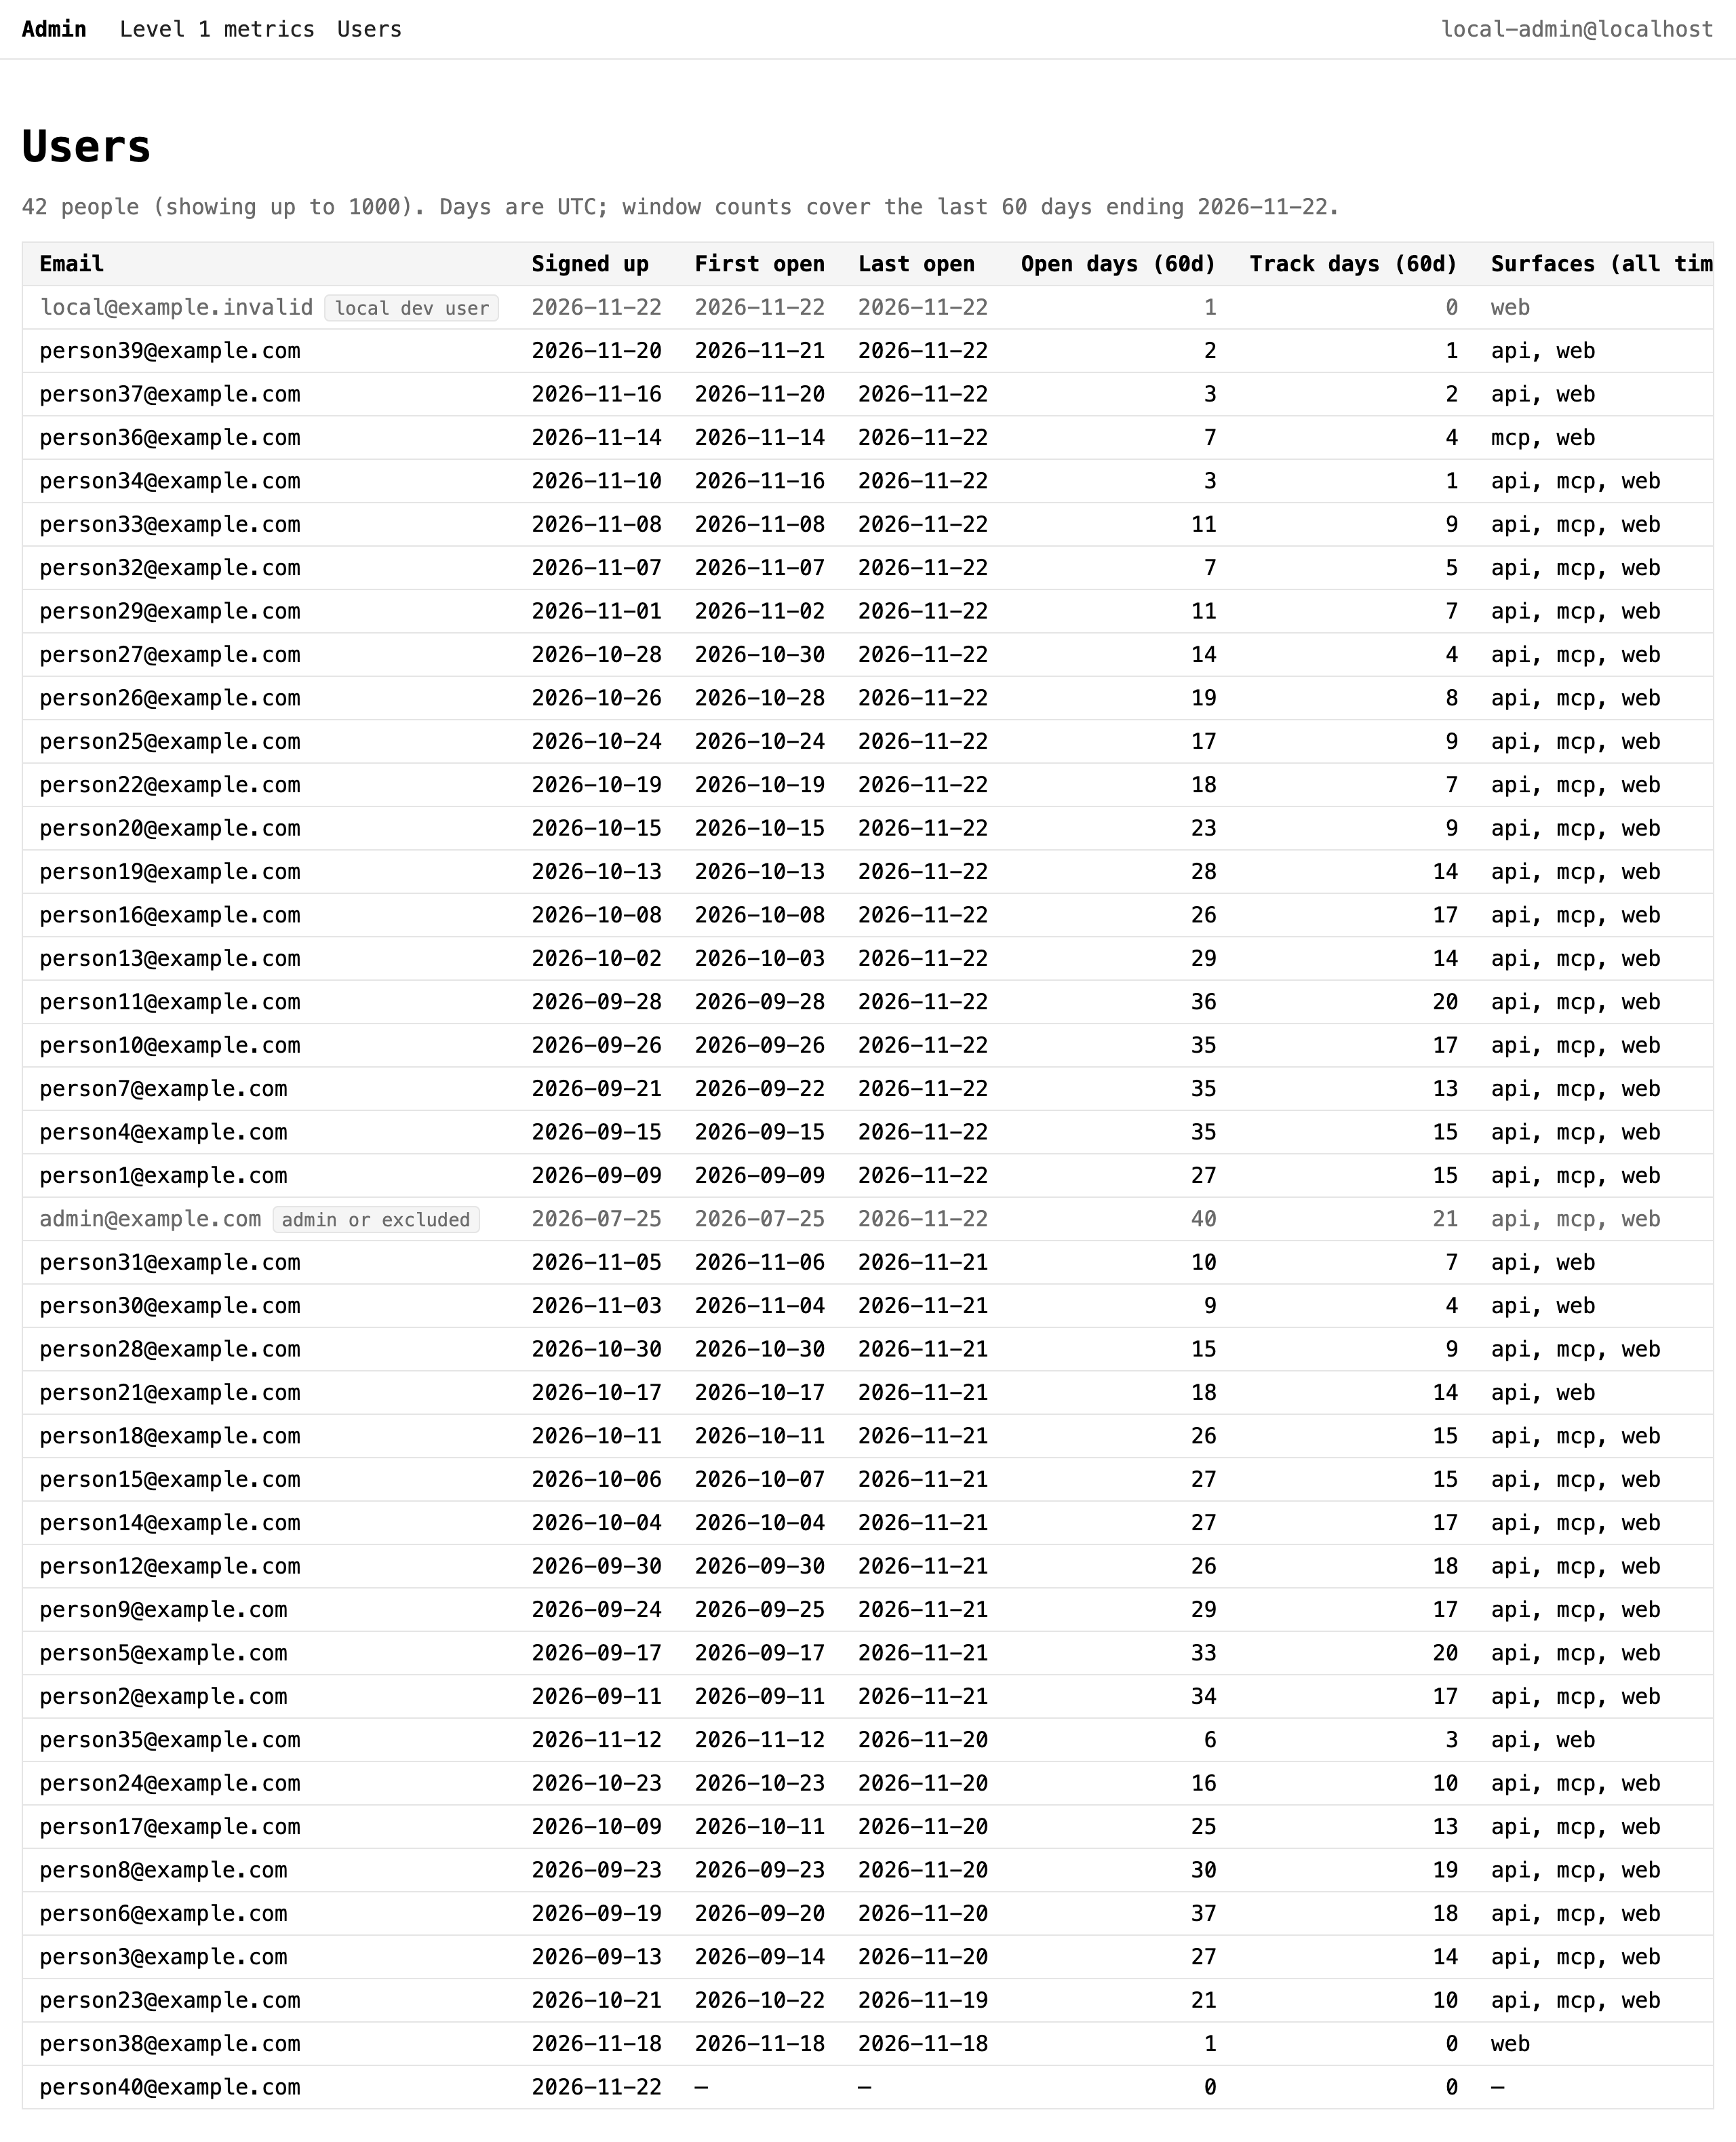 Admin Level 1 metrics Users local-admin@localhost
Users
42 people (showing up to 1000). Days are UTC; window counts cover the last 60 days ending 2026-11-22.
Email Signed up First open Last open Open days (60d) Track days (60d) Surfaces (all tim
local@example.invalid local dev user 2026-11-22 2026-11-22 2026-11-22 1 0 web
person39@example.com 2026-11-20 2026-11-21 2026-11-22 2 1 api, web
person37@example.com 2026-11-16 2026-11-20 2026-11-22 3 2 api, web
person36@example.com 2026-11-14 2026-11-14 2026-11-22 7 4 mcp, web
person34@example.com 2026-11-10 2026-11-16 2026-11-22 3 1 api, mcp, web
person33@example.com 2026-11-08 2026-11-08 2026-11-22 11 9 api, mcp, web
person32@example.com 2026-11-07 2026-11-07 2026-11-22 7 5 api, mcp, web
person29@example.com 2026-11-01 2026-11-02 2026-11-22 11 7 api, mcp, web
person27@example.com 2026-10-28 2026-10-30 2026-11-22 14 4 api, mcp, web
person26@example.com 2026-10-26 2026-10-28 2026-11-22 19 8 api, mcp, web
person25@example.com 2026-10-24 2026-10-24 2026-11-22 17 9 api, mcp, web
person22@example.com 2026-10-19 2026-10-19 2026-11-22 18 7 api, mcp, web
person20@example.com 2026-10-15 2026-10-15 2026-11-22 23 9 api, mcp, web
person19@example.com 2026-10-13 2026-10-13 2026-11-22 28 14 api, mcp, web
person16@example.com 2026-10-08 2026-10-08 2026-11-22 26 17 api, mcp, web
person13@example.com 2026-10-02 2026-10-03 2026-11-22 29 14 api, mcp, web
person11@example.com 2026-09-28 2026-09-28 2026-11-22 36 20 api, mcp, web
person10@example.com 2026-09-26 2026-09-26 2026-11-22 35 17 api, mcp, web
person7@example.com 2026-09-21 2026-09-22 2026-11-22 35 13 api, mcp, web
person4@example.com 2026-09-15 2026-09-15 2026-11-22 35 15 api, mcp, web
person1@example.com 2026-09-09 2026-09-09 2026-11-22 27 15 api, mcp, web
admin@example.com admin or excluded 2026-07-25 2026-07-25 2026-11-22 40 21 api, mcp, web
person31@example.com 2026-11-05 2026-11-06 2026-11-21 10 7 api, web
person30@example.com 2026-11-03 2026-11-04 2026-11-21 9 4 api, web
person28@example.com 2026-10-30 2026-10-30 2026-11-21 15 9 api, mcp, web
person21@example.com 2026-10-17 2026-10-17 2026-11-21 18 14 api, web
person18@example.com 2026-10-11 2026-10-11 2026-11-21 26 15 api, mcp, web
person15@example.com 2026-10-06 2026-10-07 2026-11-21 27 15 api, mcp, web
person14@example.com 2026-10-04 2026-10-04 2026-11-21 27 17 api, mcp, web
person12@example.com 2026-09-30 2026-09-30 2026-11-21 26 18 api, mcp, web
person9@example.com 2026-09-24 2026-09-25 2026-11-21 29 17 api, mcp, web
person5@example.com 2026-09-17 2026-09-17 2026-11-21 33 20 api, mcp, web
person2@example.com 2026-09-11 2026-09-11 2026-11-21 34 17 api, mcp, web
person35@example.com 2026-11-12 2026-11-12 2026-11-20 6 3 api, web
person24@example.com 2026-10-23 2026-10-23 2026-11-20 16 10 api, mcp, web
person17@example.com 2026-10-09 2026-10-11 2026-11-20 25 13 api, mcp, web
person8@example.com 2026-09-23 2026-09-23 2026-11-20 30 19 api, mcp, web
person6@example.com 2026-09-19 2026-09-20 2026-11-20 37 18 api, mcp, web
person3@example.com 2026-09-13 2026-09-14 2026-11-20 27 14 api, mcp, web
person23@example.com 2026-10-21 2026-10-22 2026-11-19 21 10 api, mcp, web
person38@example.com 2026-11-18 2026-11-18 2026-11-18 1 0 web
person40@example.com 2026-11-22 – – 0 0 –